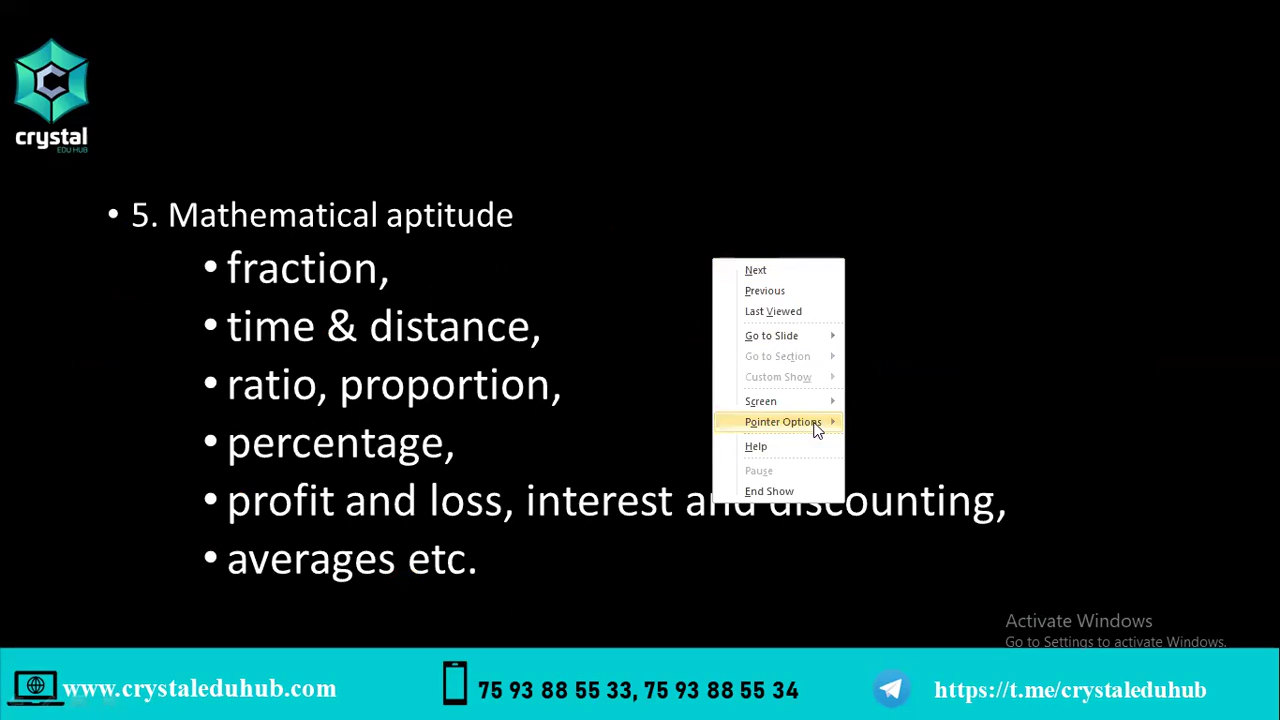 crystal
EDU HUB
• 5. Mathematical aptitude
• fraction,
• time & distance,
• ratio, proportion,
• percentage,
• profit and loss, interest and discounting,
• averages etc.
Next
Previous
Last Viewed
Go to Slide
Go to Section
Custom Show
Screen
Pointer Options
Help
Pause
End Show
Activate Windows
Go to Settings to activate Windows.
www.crystaleduhub.com
75 93 88 55 33, 75 93 88 55 34
https://t.me/crystaleduhub